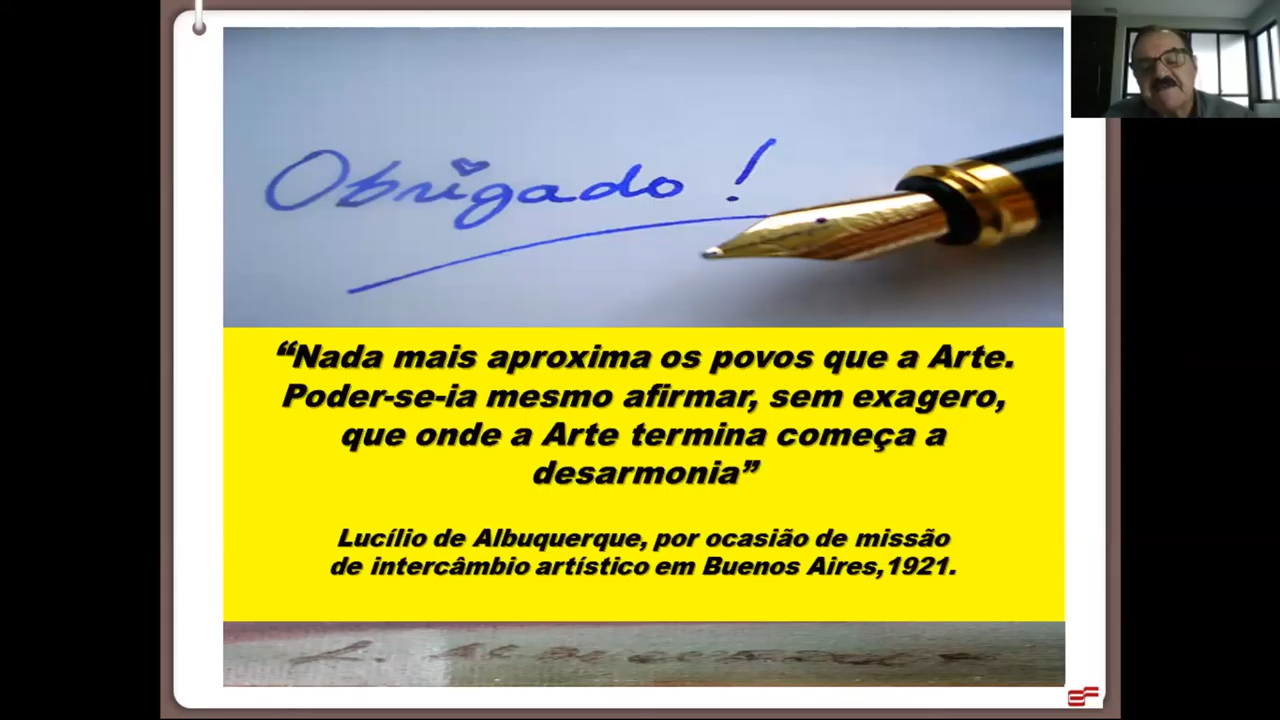 Obrigado !
“Nada mais aproxima os povos que a Arte.
Poder-se-ia mesmo afirmar, sem exagero,
que onde a Arte termina começa a
desarmonia”
Lucílio de Albuquerque, por ocasião de missão
de intercâmbio artístico em Buenos Aires,1921.